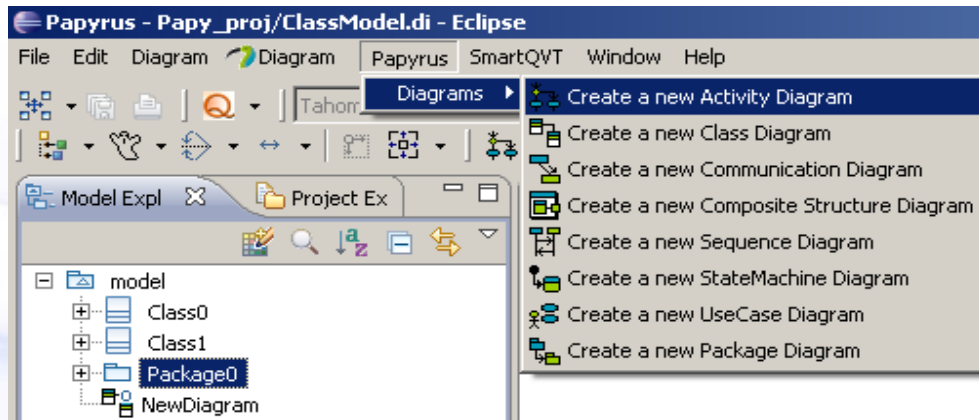 Papyrus - Papy_proj/ClassModel.di - Eclipse
File Edit Diagram Diagram Papyrus SmartQVT Window Help
Tahom
Diagrams
Create a new Activity Diagram
Create a new Class Diagram
Create a new Communication Diagram
Create a new Composite Structure Diagram
Create a new Sequence Diagram
Create a new StateMachine Diagram
Create a new UseCase Diagram
Create a new Package Diagram
Model Expl Project Ex
model
Class0
Class1
Package0
NewDiagram